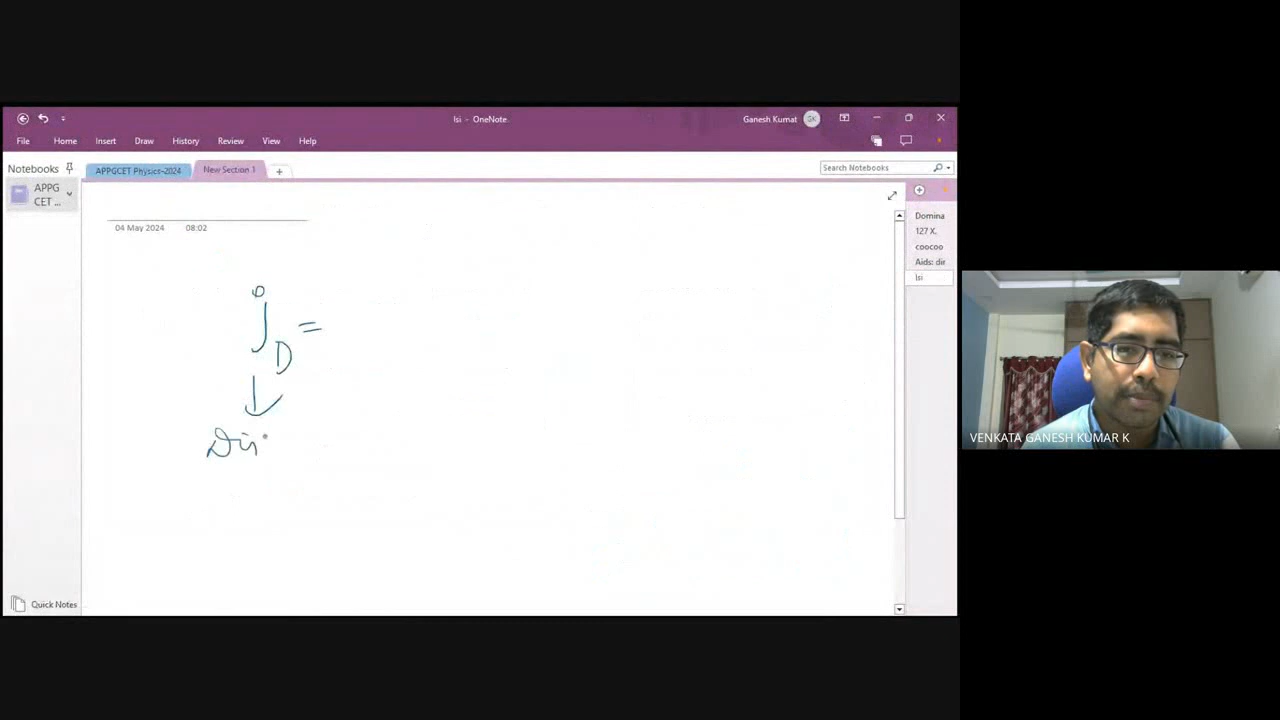 Isi - OneNote
Ganesh Kumat GK
File Home Insert Draw History Review View Help
Notebooks
APPGCET Physics-2024
New Section 1
Search Notebooks
APPG
CET ...
04 May 2024 08:02
Domina
127 X.
coocoo
Aids: dir
Isi
D
=
VENKATA GANESH KUMAR K
Quick Notes